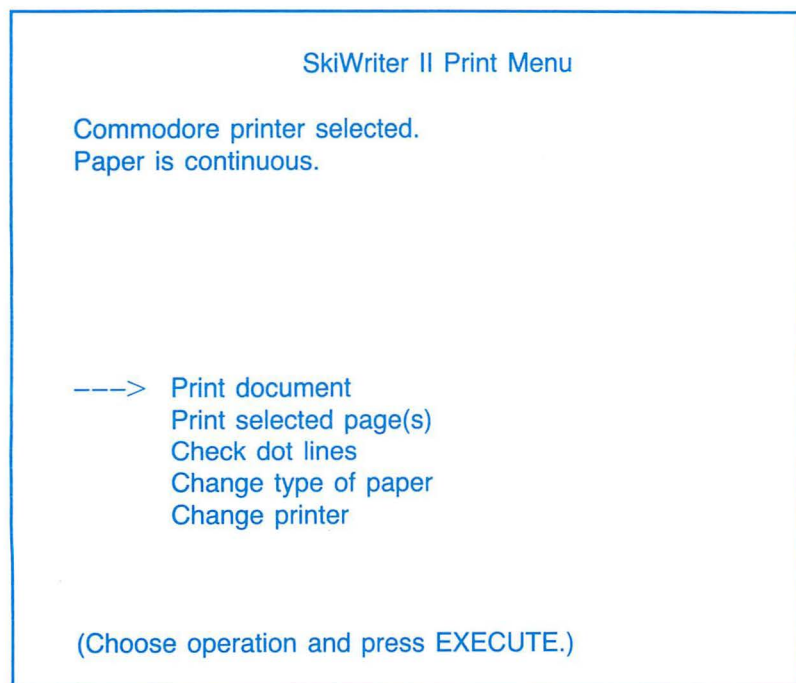 SkiWriter II Print Menu
Commodore printer selected.
Paper is continuous.
---> Print document
Print selected page(s)
Check dot lines
Change type of paper
Change printer
(Choose operation and press EXECUTE.)